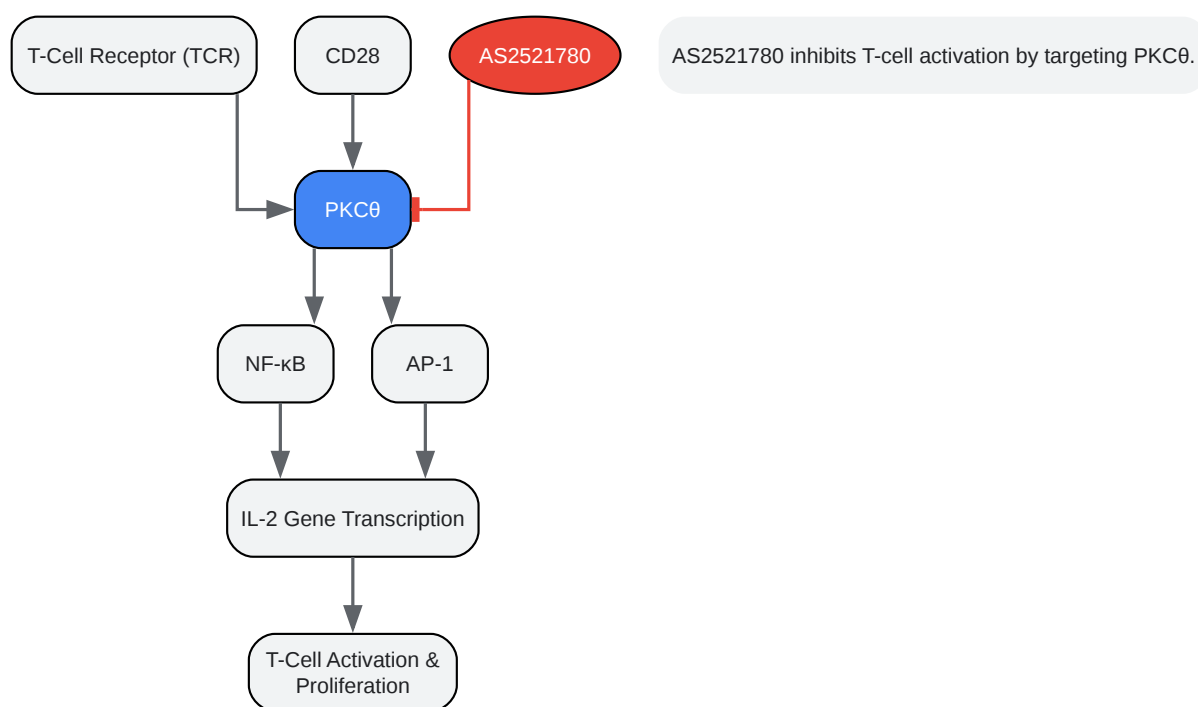 T-Cell Receptor (TCR)
CD28
AS2521780
AS2521780 inhibits T-cell activation by targeting PKCθ.
PKCθ
NF-κB
AP-1
IL-2 Gene Transcription
T-Cell Activation &
Proliferation